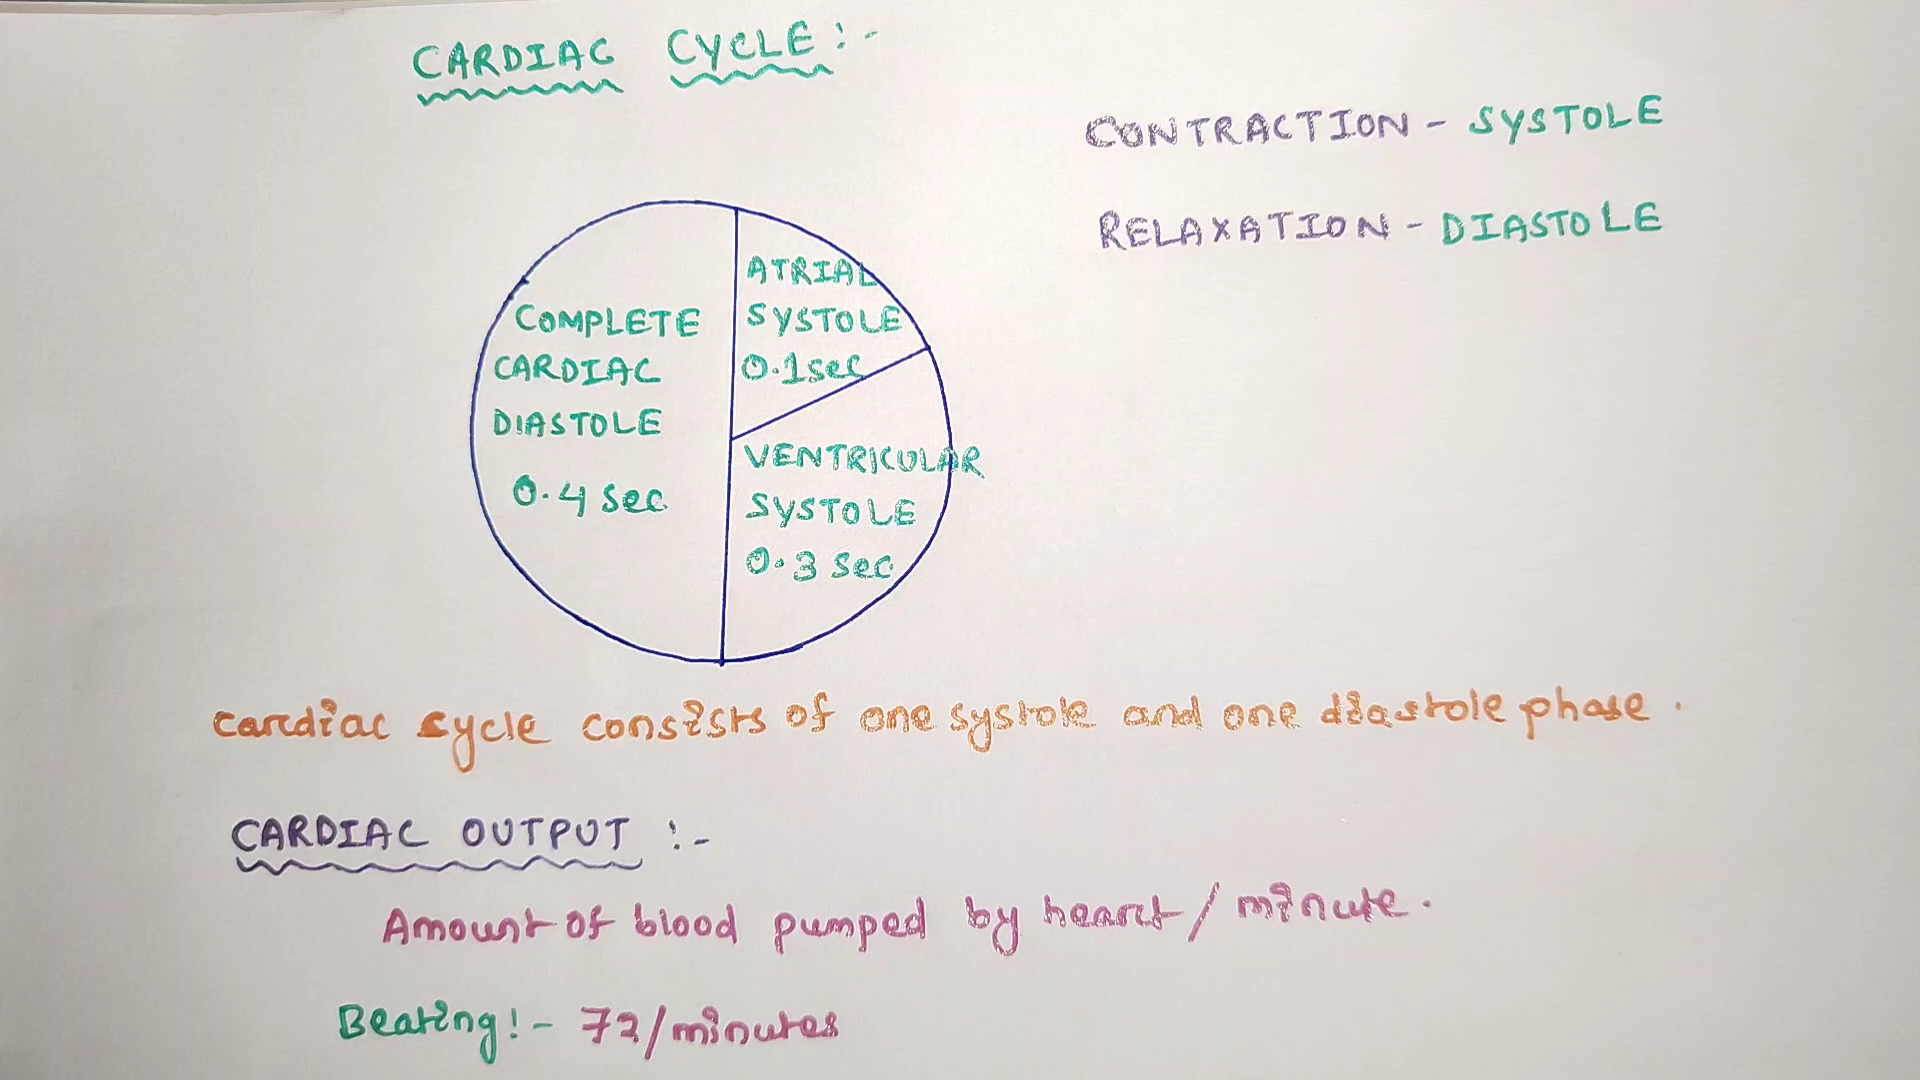 CARDIAC CYCLE :-
CONTRACTION - SYSTOLE
RELAXATION - DIASTOLE
COMPLETE
CARDIAC
DIASTOLE
0.4 sec
ATRIAL
SYSTOLE
0.1sec
VENTRICULAR
SYSTOLE
0.3 sec
cardiac cycle consists of one systole and one diastole phase.
CARDIAC OUTPUT :-
Amount of blood pumped by heart / minute.
Beating:- 72/minutes